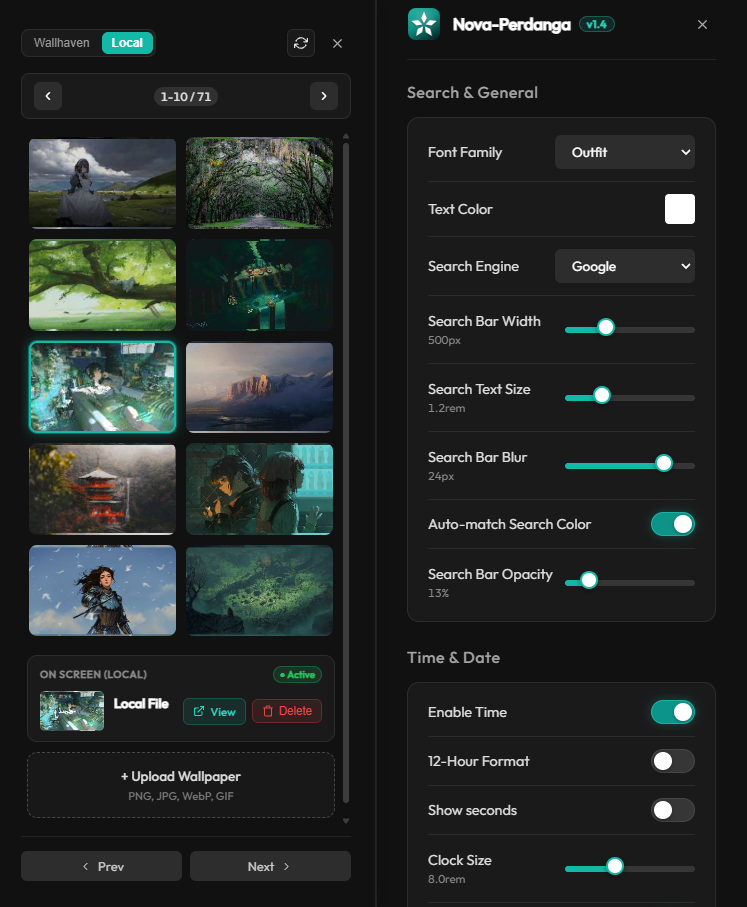 Wallhaven
Local
1-10 / 71
ON SCREEN (LOCAL)
Active
Local File
View
Delete
+ Upload Wallpaper
PNG, JPG, WebP, GIF
Prev
Next
Nova-Perdanga
v1.4
Search & General
Font Family
Outfit
Text Color
Search Engine
Google
Search Bar Width
500px
Search Text Size
1.2rem
Search Bar Blur
24px
Auto-match Search Color
Search Bar Opacity
13%
Time & Date
Enable Time
12-Hour Format
Show seconds
Clock Size
8.0rem